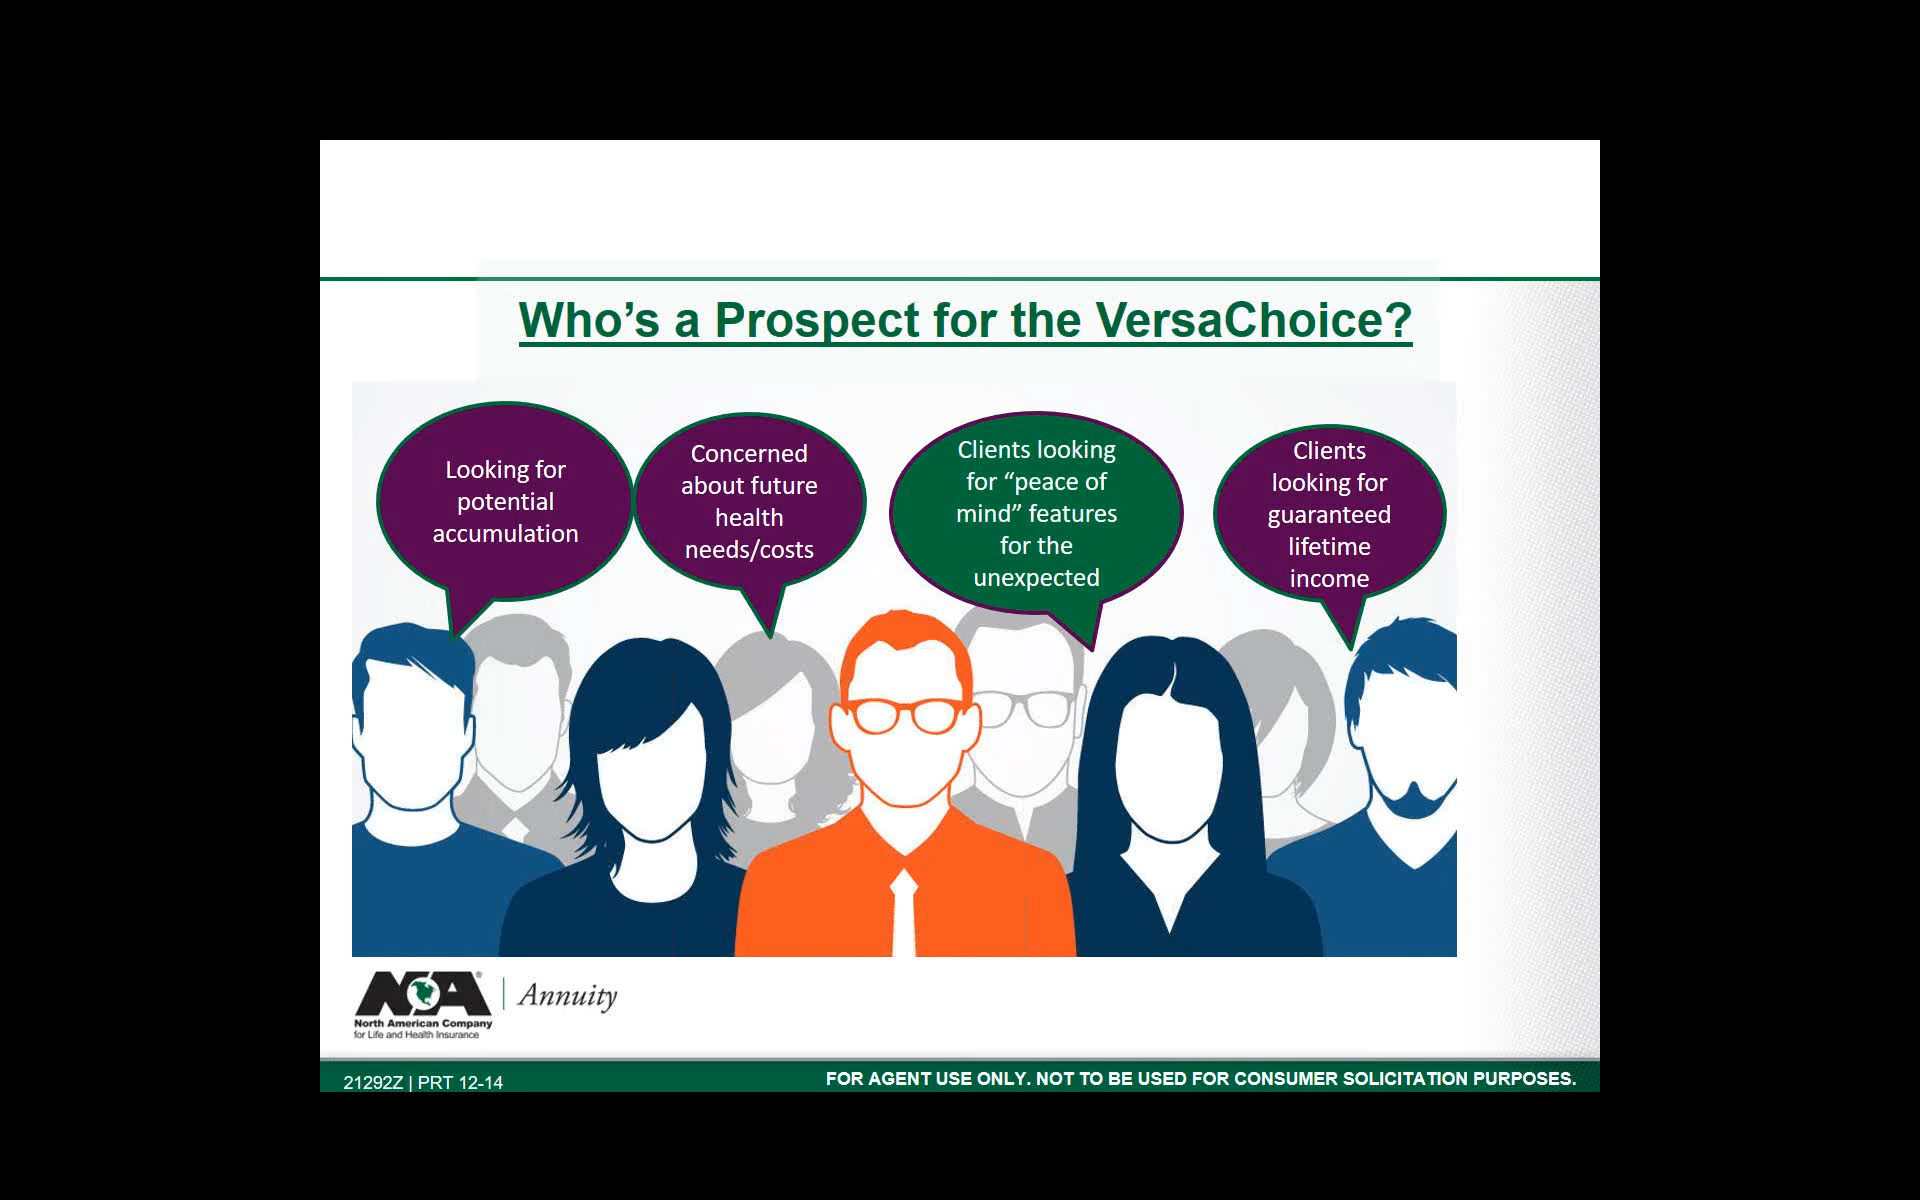 Who's a Prospect for the VersaChoice?
Looking for
potential
accumulation
Concerned
about future
health
needs/costs
Clients looking
for “peace of
mind” features
for the
unexpected
Clients
looking for
guaranteed
lifetime
income
NA®
Annuity
North American Company
for Life and Health Insurance
21292Z | PRT 12-14
FOR AGENT USE ONLY. NOT TO BE USED FOR CONSUMER SOLICITATION PURPOSES.